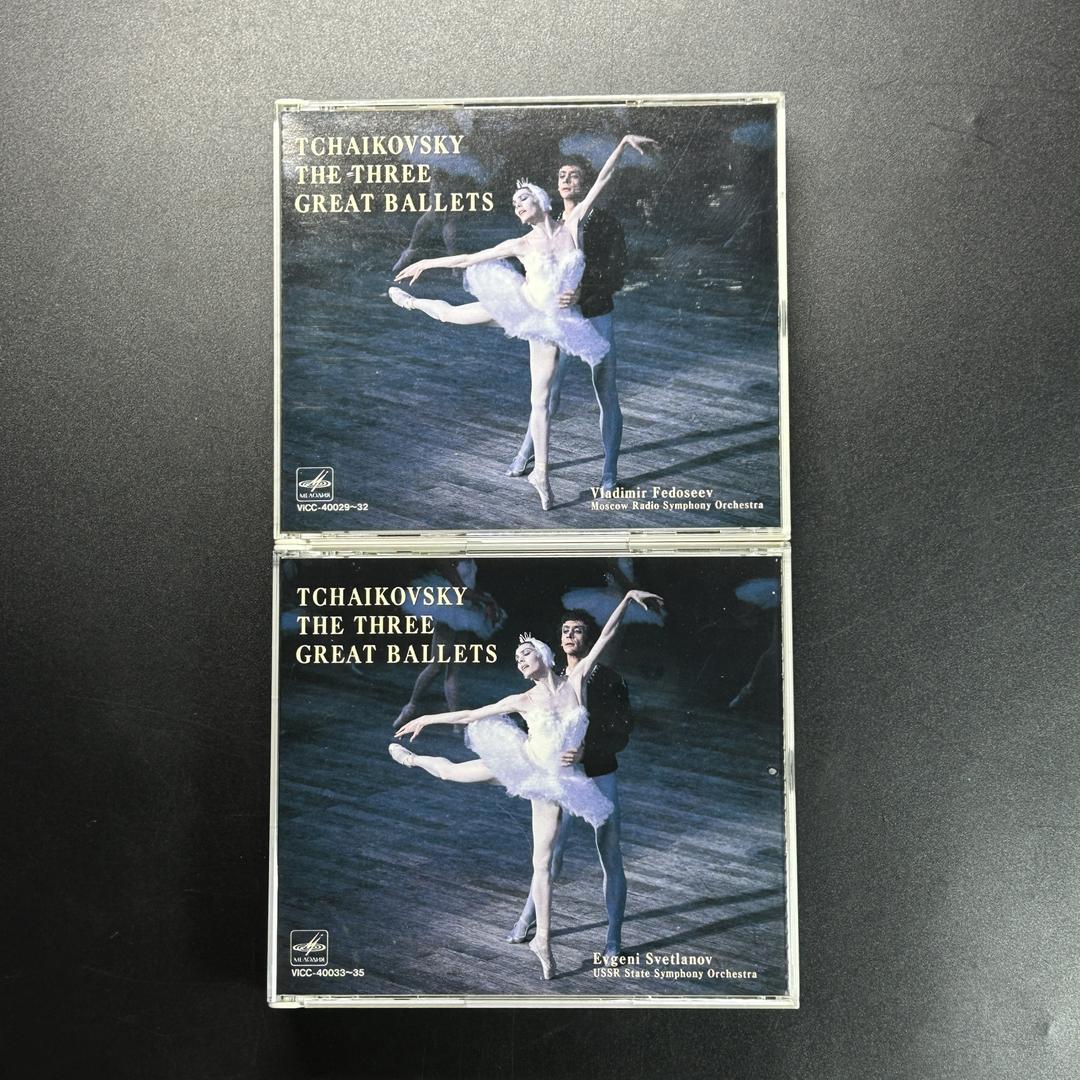 TCHAIKOVSKY
THE THREE
GREAT BALLETS
МЕЛОДИЯ
VICC-40029~32
Vladimir Fedoseev
Moscow Radio Symphony Orchestra
TCHAIKOVSKY
THE THREE
GREAT BALLETS
МЕЛОДИЯ
VICC-40033~35
Evgeni Svetlanov
USSR State Symphony Orchestra